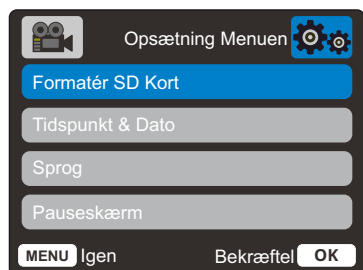 Opsætning Menuen
Formatér SD Kort
Tidspunkt & Dato
Sprog
Pauseskærm
MENU Igen Bekræftel OK